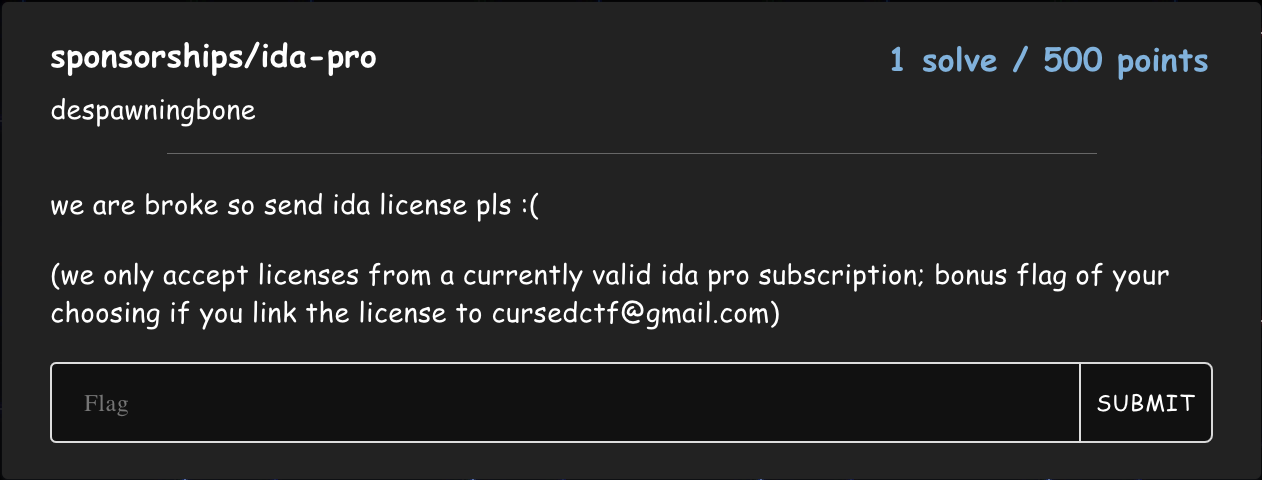 sponsorships/ida-pro
1 solve / 500 points
despawningbone
we are broke so send ida license pls :(
(we only accept licenses from a currently valid ida pro subscription; bonus flag of your
choosing if you link the license to cursedctf@gmail.com)
Flag
SUBMIT